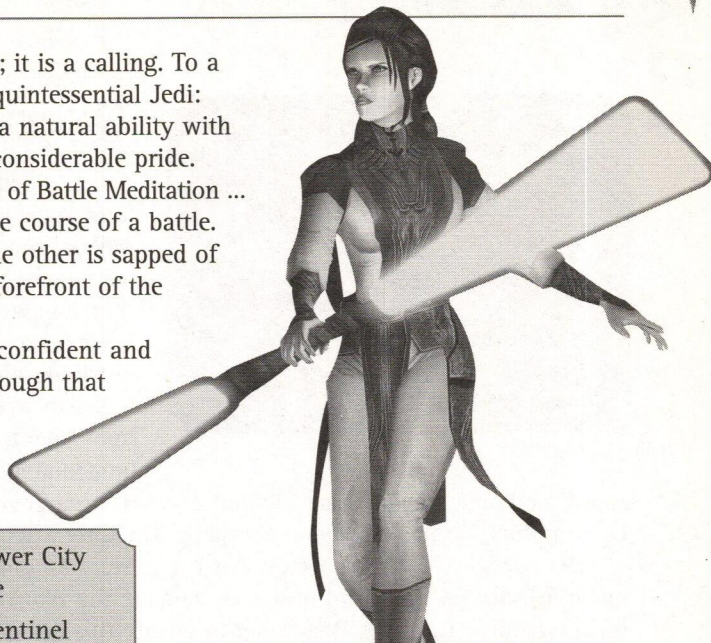 ; it is a calling. To a
quintessential Jedi:
a natural ability with
considerable pride.
of Battle Meditation ...
e course of a battle.
e other is sapped of
forefront of the
confident and
ough that
wer City
e
entinel